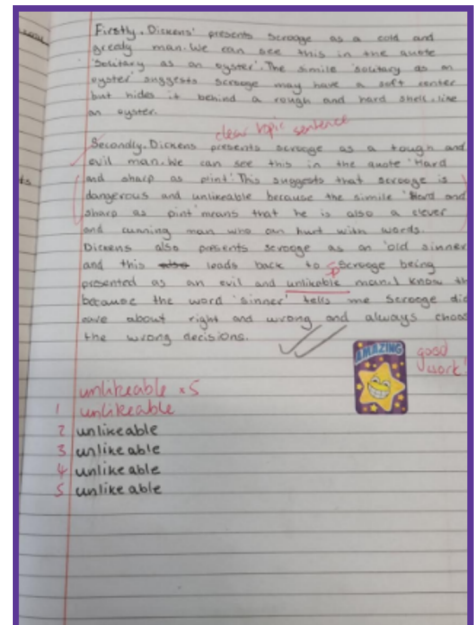 Firstly. Dickens' presents scrooge as a cold and
greedy man. We can see this in the quote
'Solitary as an oyster'. The simile 'solitary as an
oyster' suggests scrooge may have a soft center
but hides it behind a rough and hard shell. like
an oyster.
clear topic sentence
Secondly. Dickens presents scrooge as a tough and
evil man. We can see this in the quote 'Hard
and sharp as print'. This suggests that scrooge is
dangerous and unlikeable because the simile 'Hard and
sharp as pint means that he is also a clever
and cunning man who can hurt with words.
Dickens also presents scrooge as an 'old sinner
and this leads back to Scrooge being
presented as an evil and unlikable man. I know th
because the word 'sinner' tells me Scrooge did
care about right and wrong and always choos
the wrong decisions.
AMAZING
good
work!
unlikeable x5
1 unlikeable
2 unlikeable
3 unlikeable
4 unlikeable
5 unlikeable